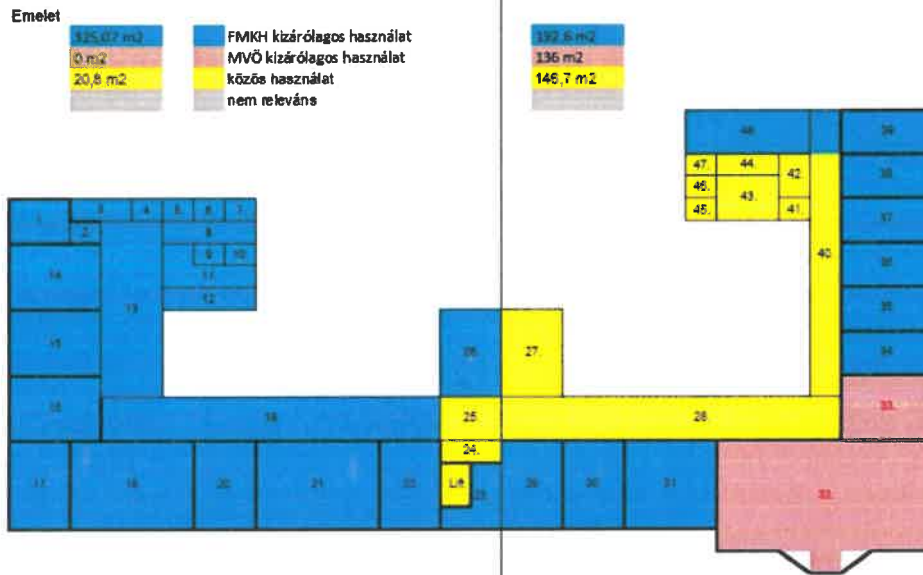 Emelet
325,07 m2 FMKH kizárólagos használat 192,6 m2
0 m2 MVÖ kizárólagos használat 136 m2
20,8 m2 közös használat 146,7 m2
nem releváns
48. 39.
47. 44. 42. 38.
46. 43.
45. 41. 37.
1. 3. 4. 5. 6. 7.
2. 8.
9. 10. 40. 36.
14. 11.
12. 35.
13.
15. 26. 27. 34.
16. 25. 28. 33.
24.
17. 20. 21. Lift 23. 29. 30. 31. 32.